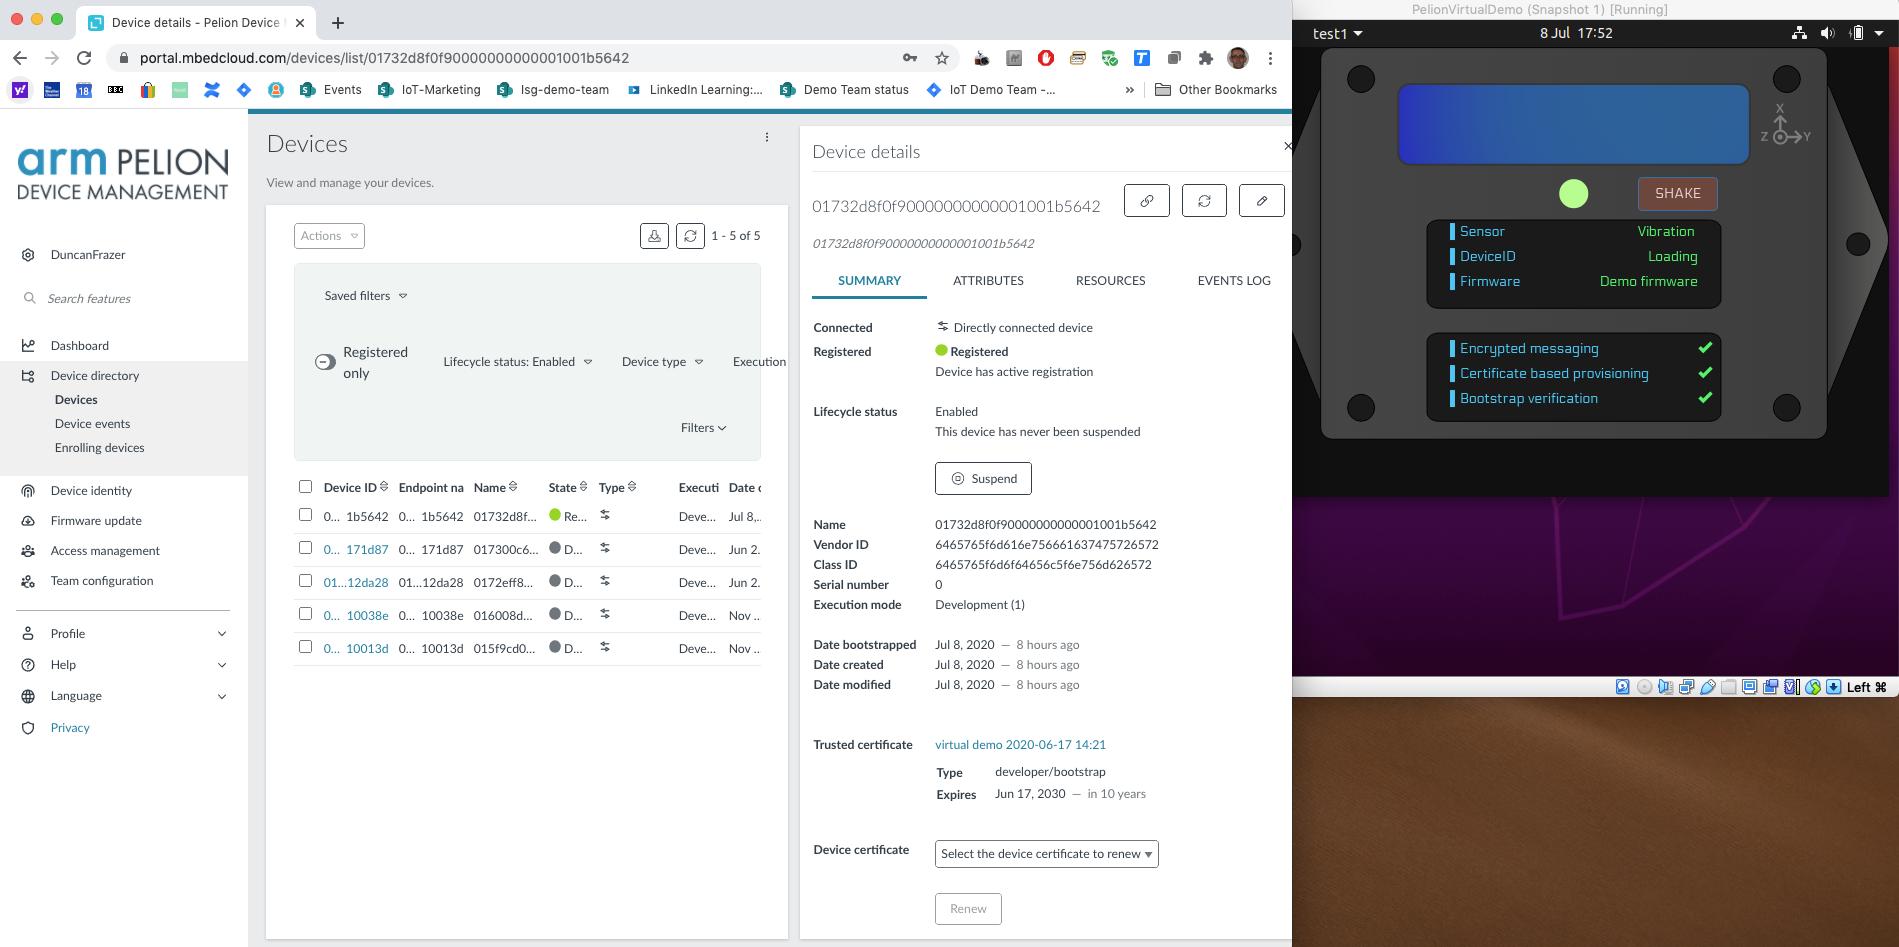 Device details - Pelion Device
portal.mbedcloud.com/devices/list/01732d8f0f90000000000001001b5642
Events
IoT-Marketing
Isg-demo-team
LinkedIn Learning:...
Demo Team status
IoT Demo Team -...
»
Other Bookmarks
arm PELION
DEVICE MANAGEMENT
DuncanFrazer
Search features
Dashboard
Device directory
Devices
Device events
Enrolling devices
Device identity
Firmware update
Access management
Team configuration
Profile
Help
Language
Privacy
Devices
View and manage your devices.
Actions
1 - 5 of 5
Saved filters
Registered only
Lifecycle status: Enabled
Device type
Execution
Filters
Device ID Endpoint na Name State Type Executi Date c
0... 1b5642 0... 1b5642 01732d8f... Re... Deve... Jul 8,..
0... 171d87 0... 171d87 017300c6... D... Deve... Jun 2.
01...12da28 01...12da28 0172eff8... D... Deve... Jun 2.
0... 10038e 0... 10038e 016008d... D... Deve... Nov ..
0... 10013d 0... 10013d 015f9cd0... D... Deve... Nov ..
Device details
01732d8f0f90000000000001001b5642
01732d8f0f90000000000001001b5642
SUMMARY ATTRIBUTES RESOURCES EVENTS LOG
Connected Directly connected device
Registered Registered
Device has active registration
Lifecycle status Enabled
This device has never been suspended
Suspend
Name 01732d8f0f90000000000001001b5642
Vendor ID 6465765f6d616e756661637475726572
Class ID 6465765f6d6f64656c5f6e756d626572
Serial number 0
Execution mode Development (1)
Date bootstrapped Jul 8, 2020 — 8 hours ago
Date created Jul 8, 2020 — 8 hours ago
Date modified Jul 8, 2020 — 8 hours ago
Trusted certificate virtual demo 2020-06-17 14:21
Type developer/bootstrap
Expires Jun 17, 2030 — in 10 years
Device certificate Select the device certificate to renew
Renew
PelionVirtualDemo (Snapshot 1) [Running]
test1 8 Jul 17:52
X
Z Y
SHAKE
Sensor Vibration
DeviceID Loading
Firmware Demo firmware
Encrypted messaging
Certificate based provisioning
Bootstrap verification
Left ⌘